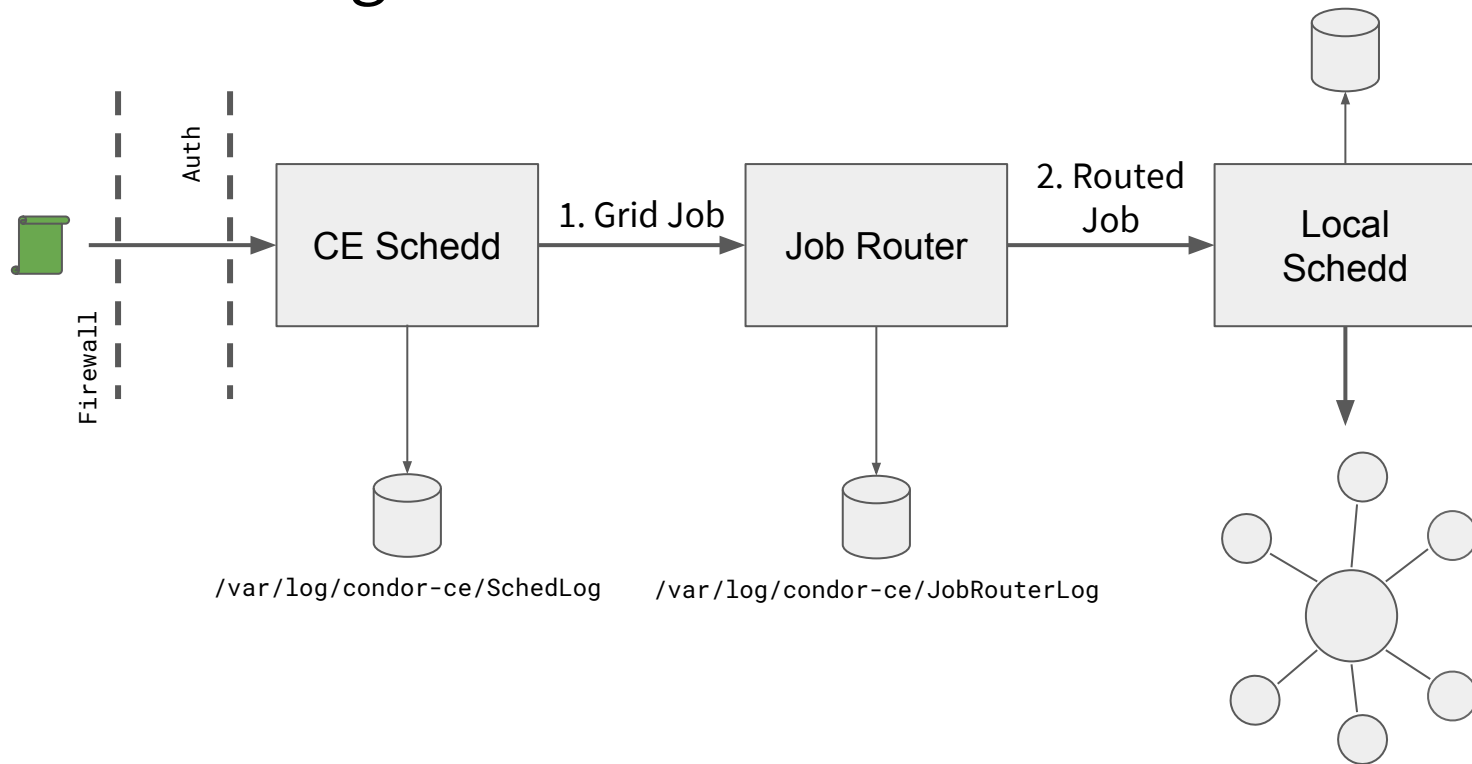 Firewall
Auth
CE Schedd
1. Grid Job
Job Router
2. Routed
Job
Local
Schedd
/var/log/condor-ce/SchedLog
/var/log/condor-ce/JobRouterLog